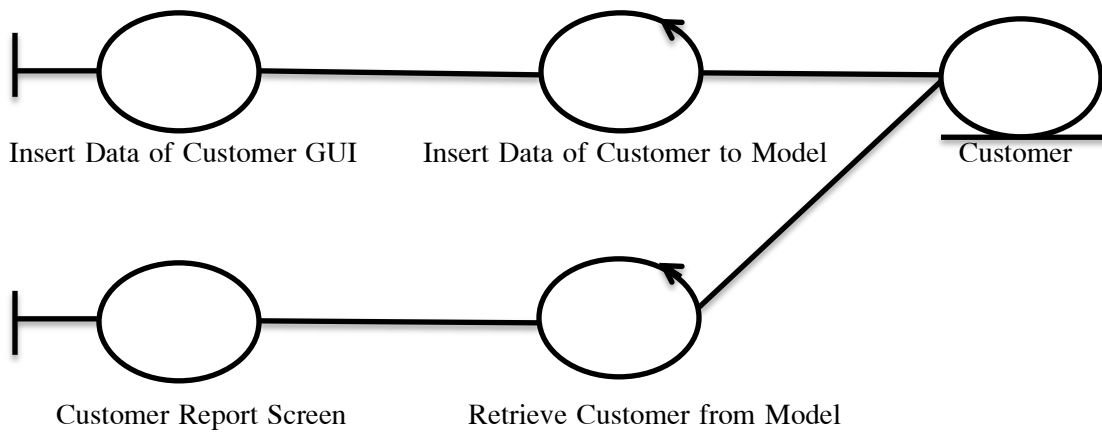 Insert Data of Customer GUI
Insert Data of Customer to Model
Customer
Customer Report Screen
Retrieve Customer from Model